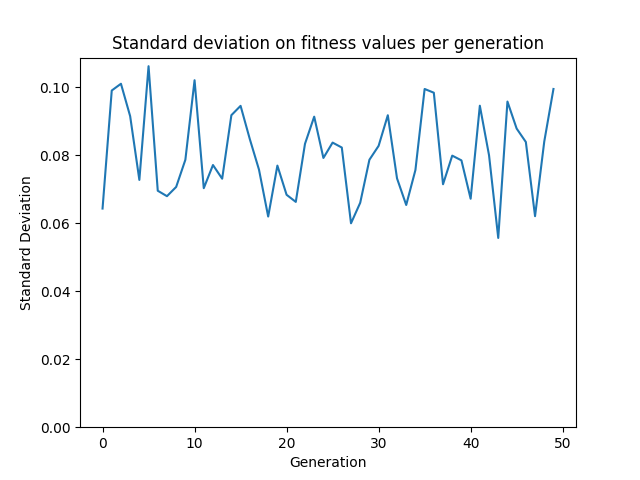 Standard deviation on fitness values per generation
Standard Deviation
0.10
0.08
0.06
0.04
0.02
0.00
0 10 20 30 40 50
Generation